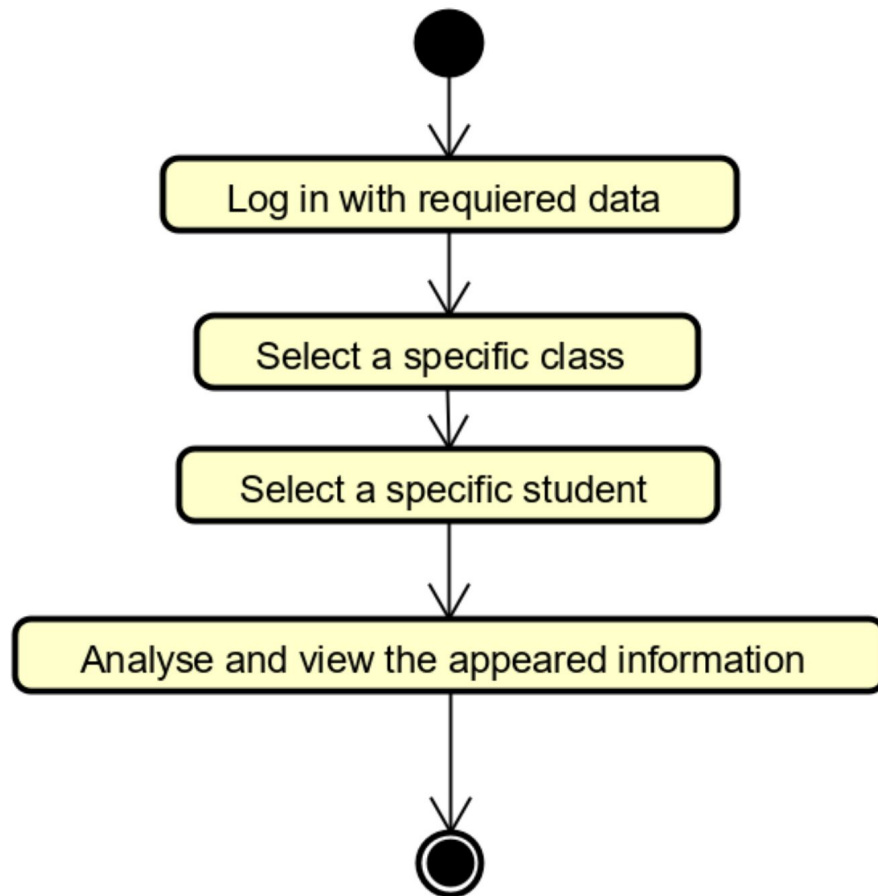 Log in with requiered data
Select a specific class
Select a specific student
Analyse and view the appeared information